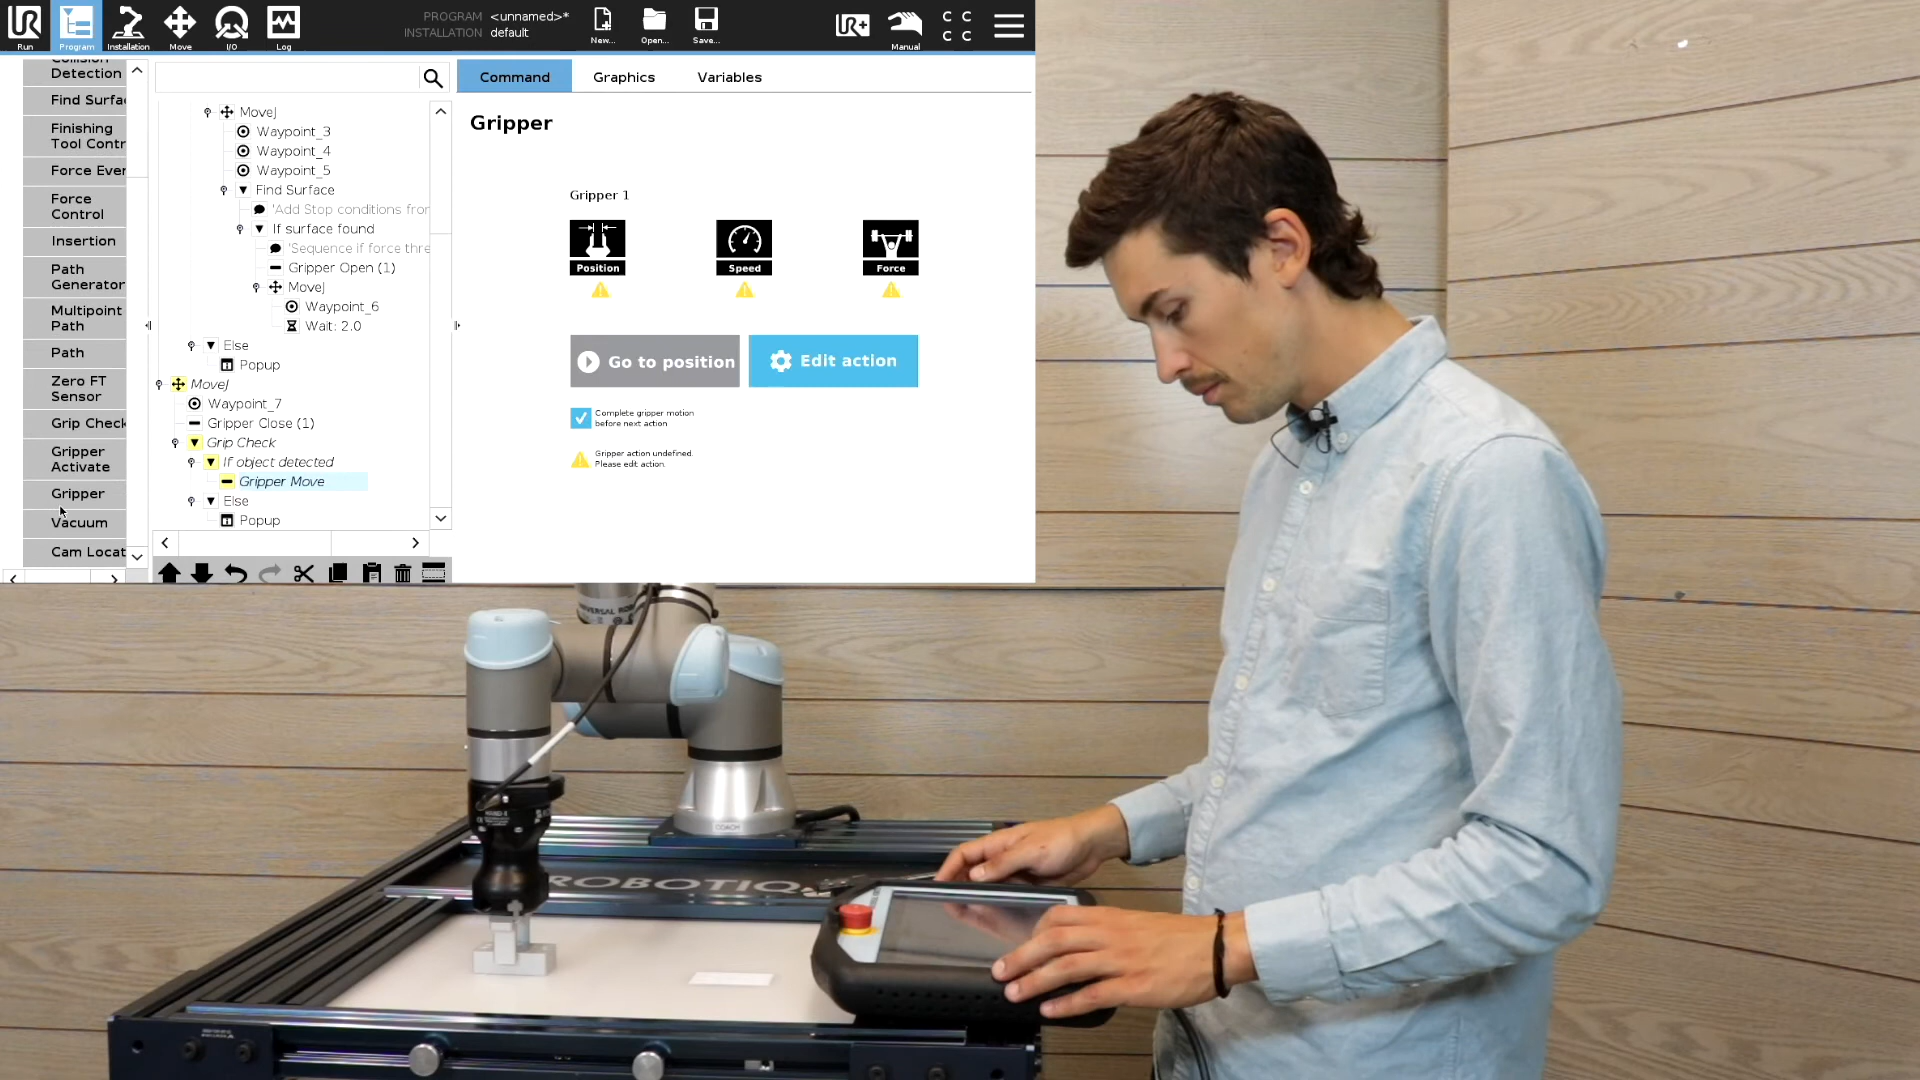 PROGRAM <unnamed>*
INSTALLATION default
New...
Open...
Save...
UR+
Manual
C C
C C
Run
Program
Installation
Move
I/O
Log
Collision
Detection
Find Surfac
Finishing
Tool Contr
Force Ever
Force
Control
Insertion
Path
Generator
Multipoint
Path
Path
Zero FT
Sensor
Grip Check
Gripper
Activate
Gripper
Vacuum
Cam Locat
MoveJ
Waypoint_3
Waypoint_4
Waypoint_5
Find Surface
'Add Stop conditions fror
If surface found
'Sequence if force thre
Gripper Open (1)
MoveJ
Waypoint_6
Wait: 2.0
Else
Popup
MoveJ
Waypoint_7
Gripper Close (1)
Grip Check
If object detected
Gripper Move
Else
Popup
Command
Graphics
Variables
Gripper
Gripper 1
Position
Speed
Force
Go to position
Edit action
Complete gripper motion
before next action
Gripper action undefined.
Please edit action.
ROBOTIQ